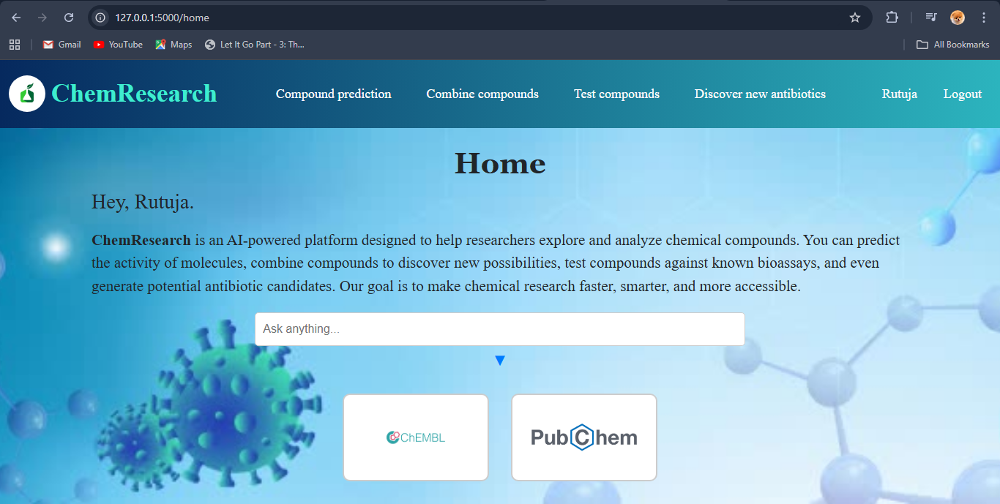 127.0.0.1:5000/home
Gmail YouTube Maps Let It Go Part - 3: Th... All Bookmarks
ChemResearch Compound prediction Combine compounds Test compounds Discover new antibiotics Rutuja Logout
Home
Hey, Rutuja.
ChemResearch is an AI-powered platform designed to help researchers explore and analyze chemical compounds. You can predict
the activity of molecules, combine compounds to discover new possibilities, test compounds against known bioassays, and even
generate potential antibiotic candidates. Our goal is to make chemical research faster, smarter, and more accessible.
Ask anything...
ChEMBL PubChem